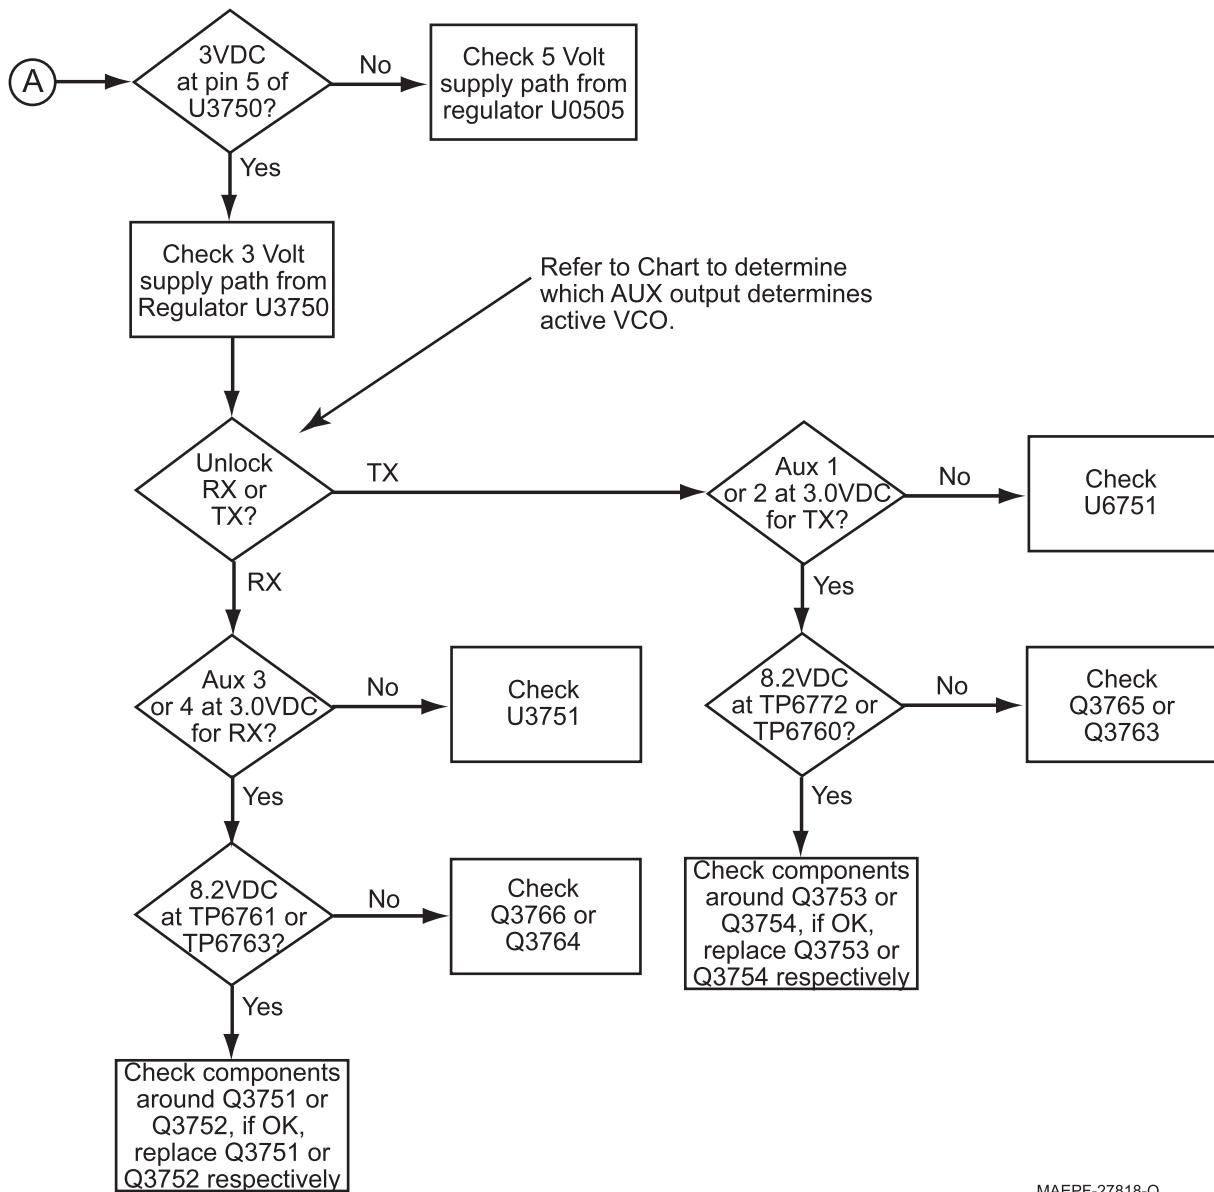 A
3VDC
at pin 5 of
U3750?
No
Check 5 Volt
supply path from
regulator U0505
Yes
Check 3 Volt
supply path from
Regulator U3750
Refer to Chart to determine
which AUX output determines
active VCO.
Unlock
RX or
TX?
TX
Aux 1
or 2 at 3.0VDC
for TX?
No
Check
U6751
RX
Yes
Aux 3
or 4 at 3.0VDC
for RX?
No
Check
U3751
8.2VDC
at TP6772 or
TP6760?
No
Check
Q3765 or
Q3763
Yes
Yes
8.2VDC
at TP6761 or
TP6763?
No
Check
Q3766 or
Q3764
Check components
around Q3753 or
Q3754, if OK,
replace Q3753 or
Q3754 respectively
Yes
Check components
around Q3751 or
Q3752, if OK,
replace Q3751 or
Q3752 respectively
MAEPF-27818-O